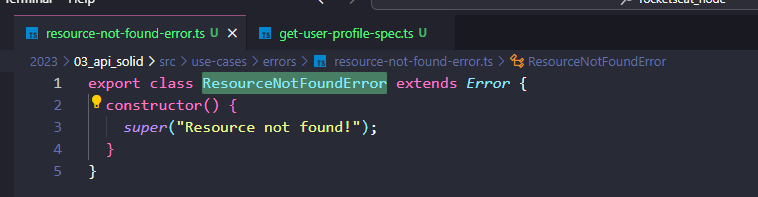 Terminal Help
rocketseat_node
TS resource-not-found-error.ts U × TS get-user-profile-spec.ts U
2023 > 03_api_solid > src > use-cases > errors > TS resource-not-found-error.ts > ResourceNotFoundError
1 export class ResourceNotFoundError extends Error {
2 constructor() {
3 super("Resource not found!");
4 }
5 }